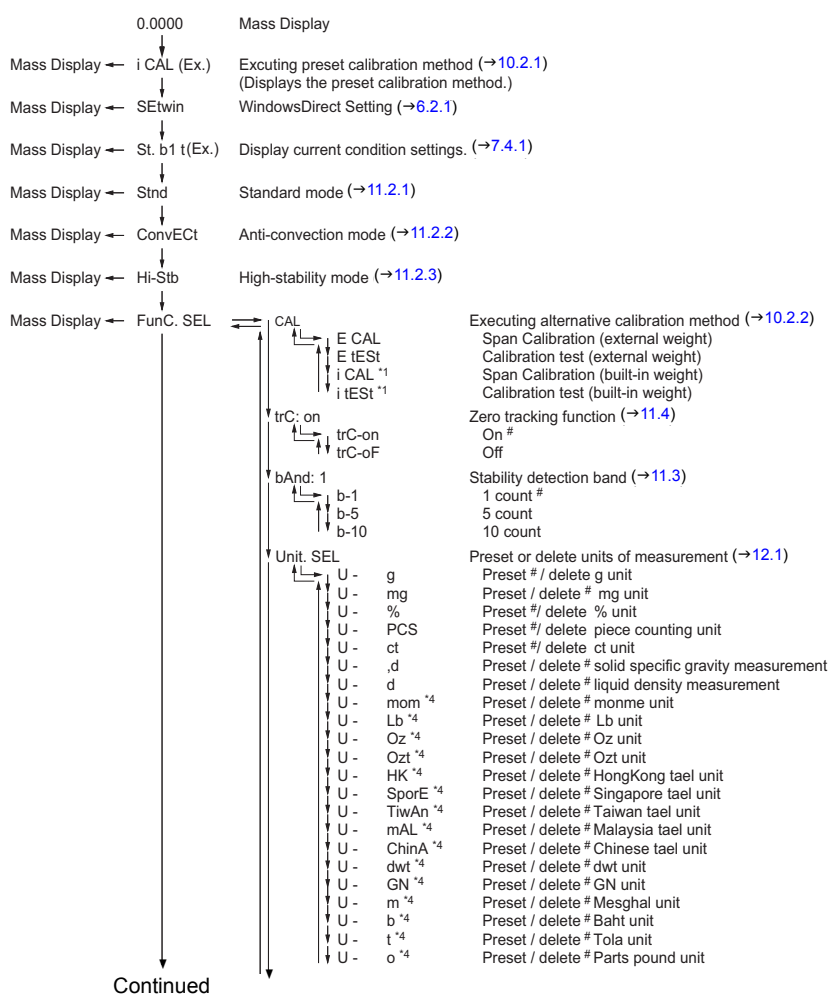 0.0000 Mass Display
Mass Display ← i CAL (Ex.) Excuting preset calibration method (→10.2.1)
(Displays the preset calibration method.)
Mass Display ← SEtwin WindowsDirect Setting (→6.2.1)
Mass Display ← St. b1 t(Ex.) Display current condition settings. (→7.4.1)
Mass Display ← Stnd Standard mode (→11.2.1)
Mass Display ← ConvECt Anti-convection mode (→11.2.2)
Mass Display ← Hi-Stb High-stability mode (→11.2.3)
Mass Display ← FunC. SEL CAL Executing alternative calibration method (→10.2.2)
E CAL Span Calibration (external weight)
E tESt Calibration test (external weight)
i CAL *1 Span Calibration (built-in weight)
i tESt *1 Calibration test (built-in weight)
trC: on Zero tracking function (→11.4)
trC-on On #
trC-oF Off
bAnd: 1 Stability detection band (→11.3)
b-1 1 count #
b-5 5 count
b-10 10 count
Unit. SEL Preset or delete units of measurement (→12.1)
U - g Preset # / delete g unit
U - mg Preset / delete # mg unit
U - % Preset #/ delete % unit
U - PCS Preset #/ delete piece counting unit
U - ct Preset #/ delete ct unit
U - ,d Preset / delete # solid specific gravity measurement
U - d Preset / delete # liquid density measurement
U - mom *4 Preset / delete # monme unit
U - Lb *4 Preset / delete # Lb unit
U - Oz *4 Preset / delete # Oz unit
U - Ozt *4 Preset / delete # Ozt unit
U - HK *4 Preset / delete # HongKong tael unit
U - SporE *4 Preset / delete # Singapore tael unit
U - TiwAn *4 Preset / delete # Taiwan tael unit
U - mAL *4 Preset / delete # Malaysia tael unit
U - ChinA *4 Preset / delete # Chinese tael unit
U - dwt *4 Preset / delete # dwt unit
U - GN *4 Preset / delete # GN unit
U - m *4 Preset / delete # Mesghal unit
U - b *4 Preset / delete # Baht unit
U - t *4 Preset / delete # Tola unit
U - o *4 Preset / delete # Parts pound unit
Continued